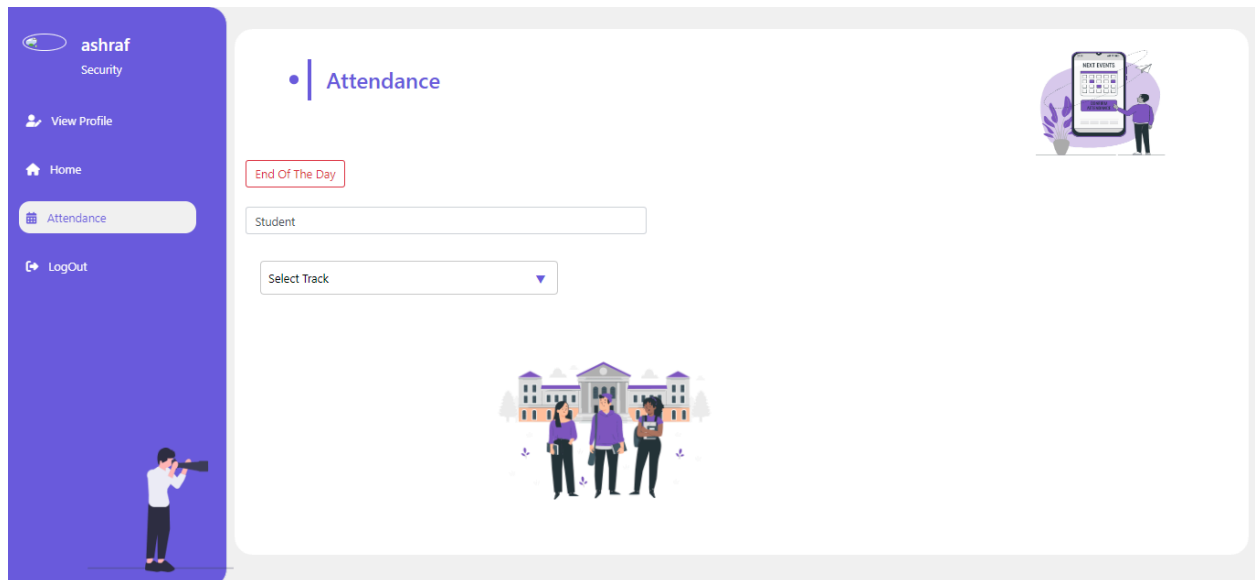 ashraf
Security
View Profile
Home
Attendance
LogOut
Attendance
NEXT EVENTS
End Of The Day
Student
Select Track